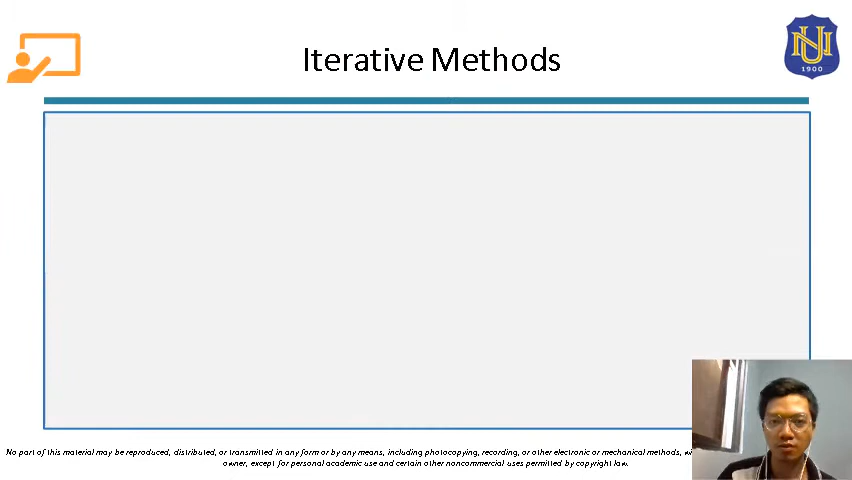 Iterative Methods
NU
1900
No part of this material may be reproduced, distributed, or transmitted in any form or by any means, including photocopying, recording, or other electronic or mechanical methods,
owner, except for personal academic use and certain other noncommercial uses permitted by copyright law.